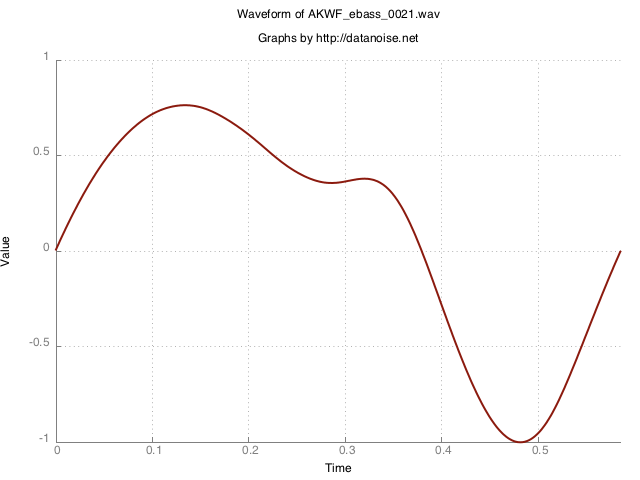 Waveform of AKWF_ebass_0021.wav
Graphs by http://datanoise.net
1
0.5
0
-0.5
-1
Value
0 0.1 0.2 0.3 0.4 0.5
Time